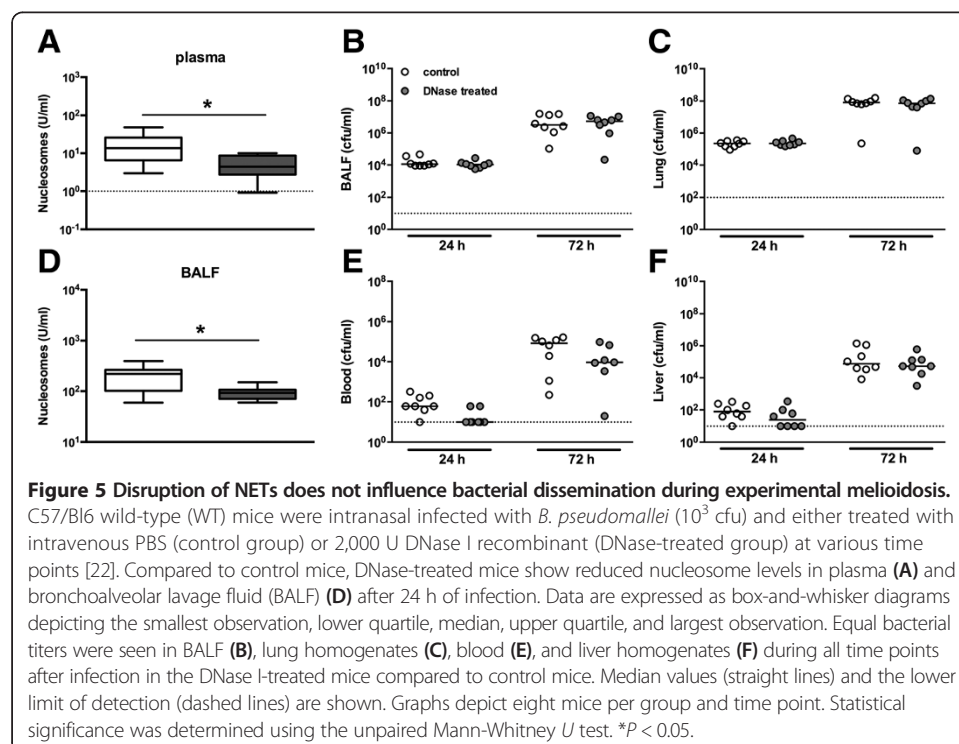 A
plasma
Nucleosomes (U/ml)
10³
10²
10¹
10⁰
10⁻¹
*
B
control
DNase treated
BALF (cfu/ml)
10¹⁰
10⁸
10⁶
10⁴
10²
10⁰
24 h
72 h
C
Lung (cfu/ml)
10¹⁰
10⁸
10⁶
10⁴
10²
10⁰
24 h
72 h
D
BALF
Nucleosomes (U/ml)
10⁴
10³
10²
10¹
*
E
Blood (cfu/ml)
10⁸
10⁶
10⁴
10²
10⁰
24 h
72 h
F
Liver (cfu/ml)
10⁸
10⁶
10⁴
10²
10⁰
24 h
72 h
Figure 5 Disruption of NETs does not influence bacterial dissemination during experimental melioidosis.
C57/Bl6 wild-type (WT) mice were intranasal infected with B. pseudomallei (10³ cfu) and either treated with
intravenous PBS (control group) or 2,000 U DNase I recombinant (DNase-treated group) at various time
points [22]. Compared to control mice, DNase-treated mice show reduced nucleosome levels in plasma (A) and
bronchoalveolar lavage fluid (BALF) (D) after 24 h of infection. Data are expressed as box-and-whisker diagrams
depicting the smallest observation, lower quartile, median, upper quartile, and largest observation. Equal bacterial
titers were seen in BALF (B), lung homogenates (C), blood (E), and liver homogenates (F) during all time points
after infection in the DNase I-treated mice compared to control mice. Median values (straight lines) and the lower
limit of detection (dashed lines) are shown. Graphs depict eight mice per group and time point. Statistical
significance was determined using the unpaired Mann-Whitney U test. *P < 0.05.